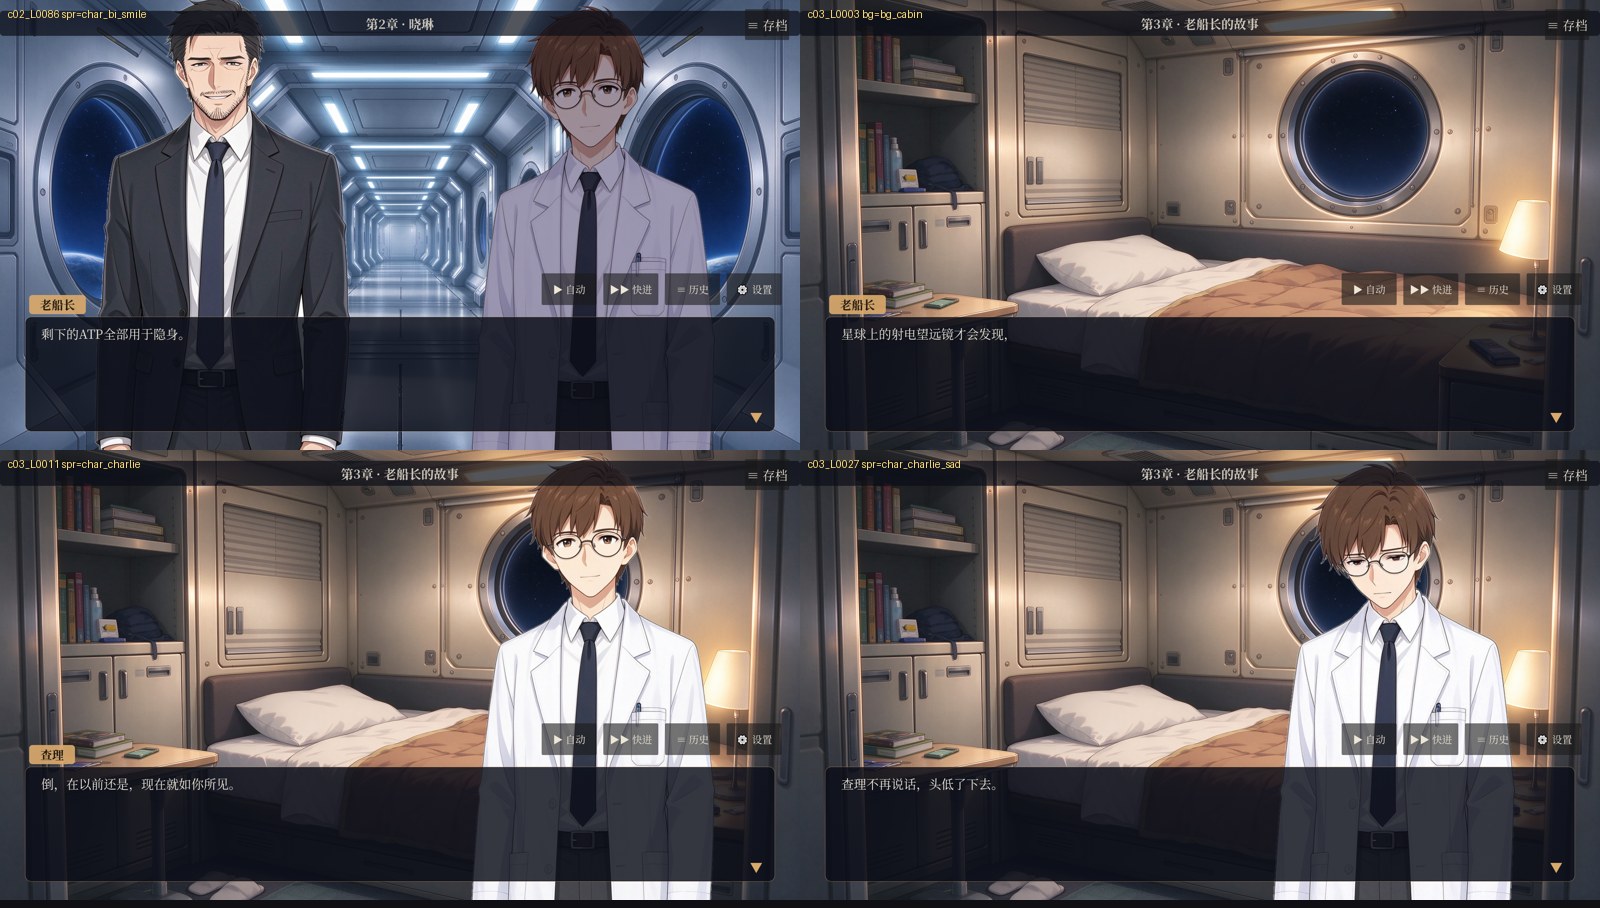 c02_L0086 spr=char_bi_smile
第2章 · 晓琳
≡ 存档
▶ 自动
▶▶ 快进
≡ 历史
设置
老船长
剩下的ATP全部用于隐身。
c03_L0003 bg=bg_cabin
第3章 · 老船长的故事
≡ 存档
▶ 自动
▶▶ 快进
≡ 历史
设置
老船长
星球上的射电望远镜才会发现，
c03_L0011 spr=char_charlie
第3章 · 老船长的故事
≡ 存档
▶ 自动
▶▶ 快进
≡ 历史
设置
查理
倒，在以前还是，现在就如你所见。
c03_L0027 spr=char_charlie_sad
第3章 · 老船长的故事
≡ 存档
▶ 自动
▶▶ 快进
≡ 历史
设置
查理不再说话，头低了下去。